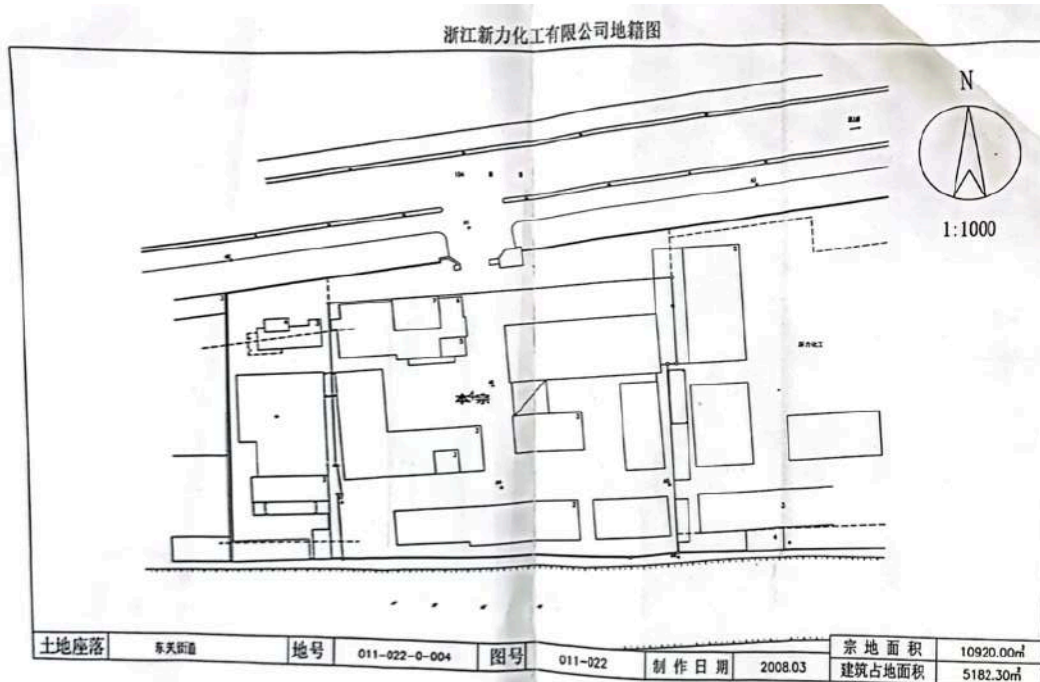 浙江新力化工有限公司地籍图
N
1:1000
新力化工
本宗
土地座落
东关街道
地号
011-022-0-004
图号
011-022
制作日期
2008.03
宗地面积
10920.00㎡
建筑占地面积
5182.30㎡